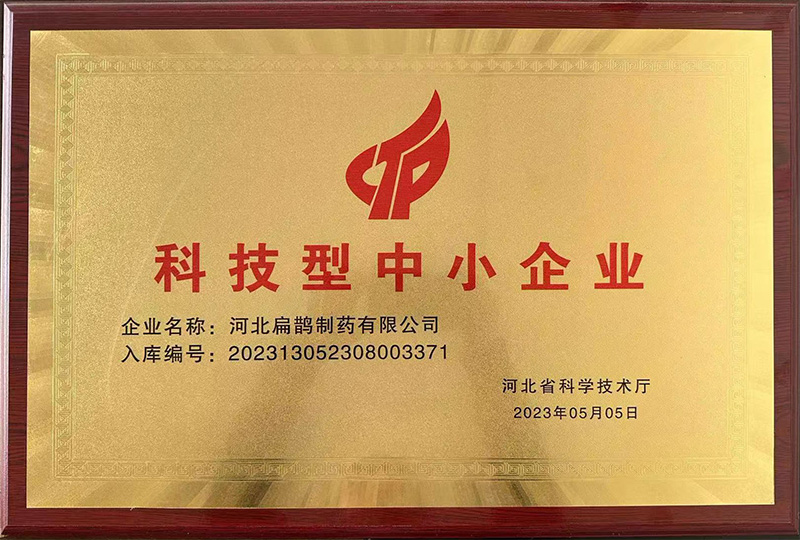 科技型中小企业
企业名称：河北扁鹊制药有限公司
入库编号：202313052308003371
河北省科学技术厅
2023年05月05日